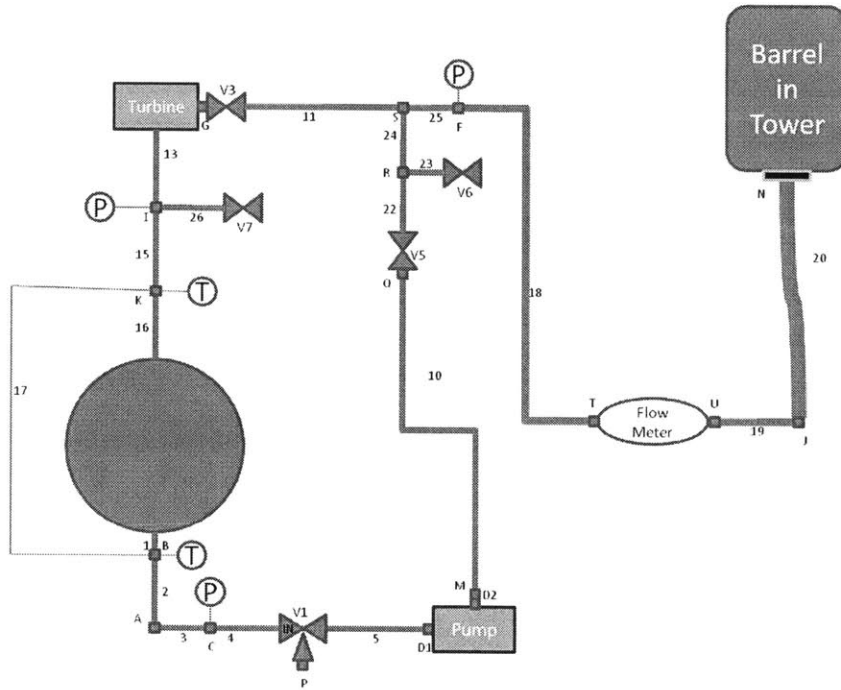 Barrel
in
Tower
P
Turbine
V3
G
11
S
25
F
24
13
R
23
V6
P
I
26
V7
22
N
V5
20
15
O
K
T
18
16
17
10
T
Flow
Meter
U
19
J
1
B
T
2
P
M
D2
A
3
C
4
IN
V1
5
D1
Pump
P